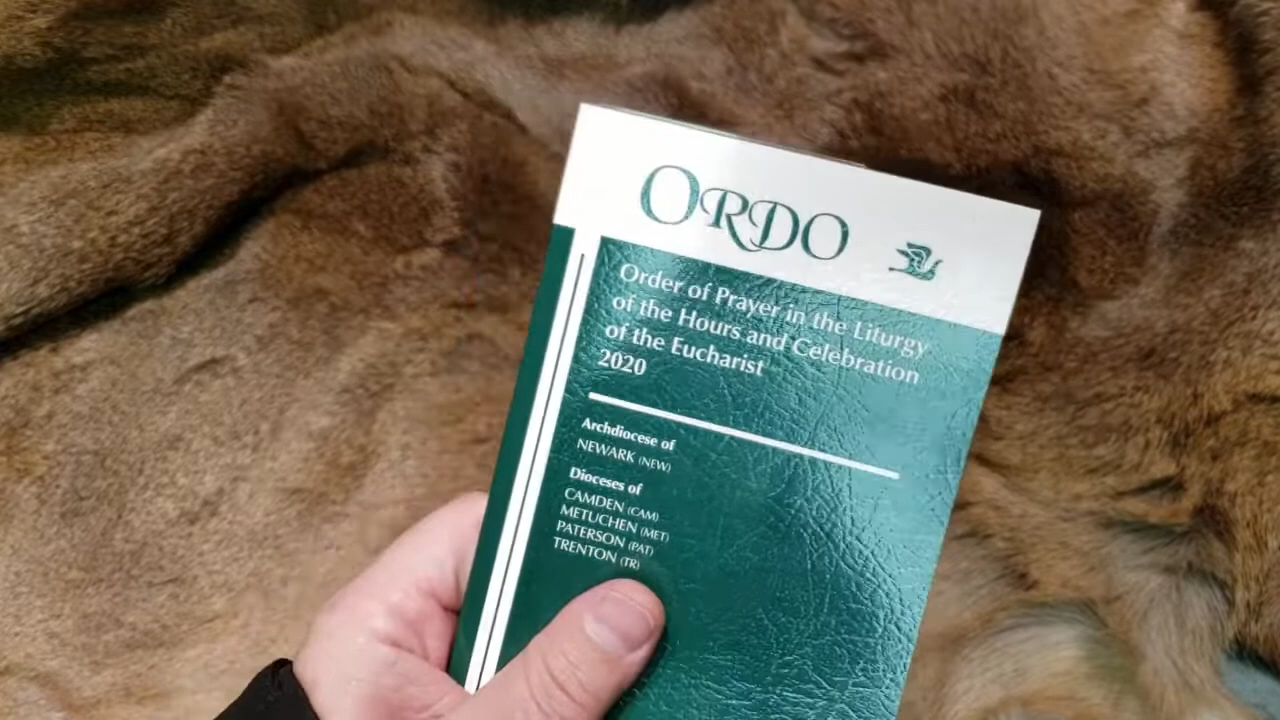 ORDO
Order of Prayer in the Liturgy
of the Hours and Celebration
of the Eucharist
2020
Archdiocese of
NEWARK (NEW)
Dioceses of
CAMDEN (CAM)
METUCHEN (MET)
PATERSON (PAT)
TRENTON (TR)